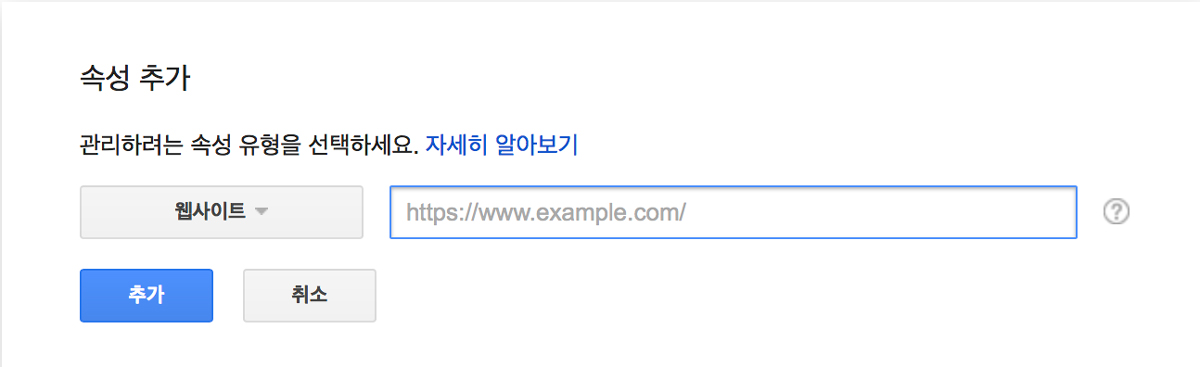 속성 추가
관리하려는 속성 유형을 선택하세요. 자세히 알아보기
웹사이트 https://www.example.com/ ?
추가 취소